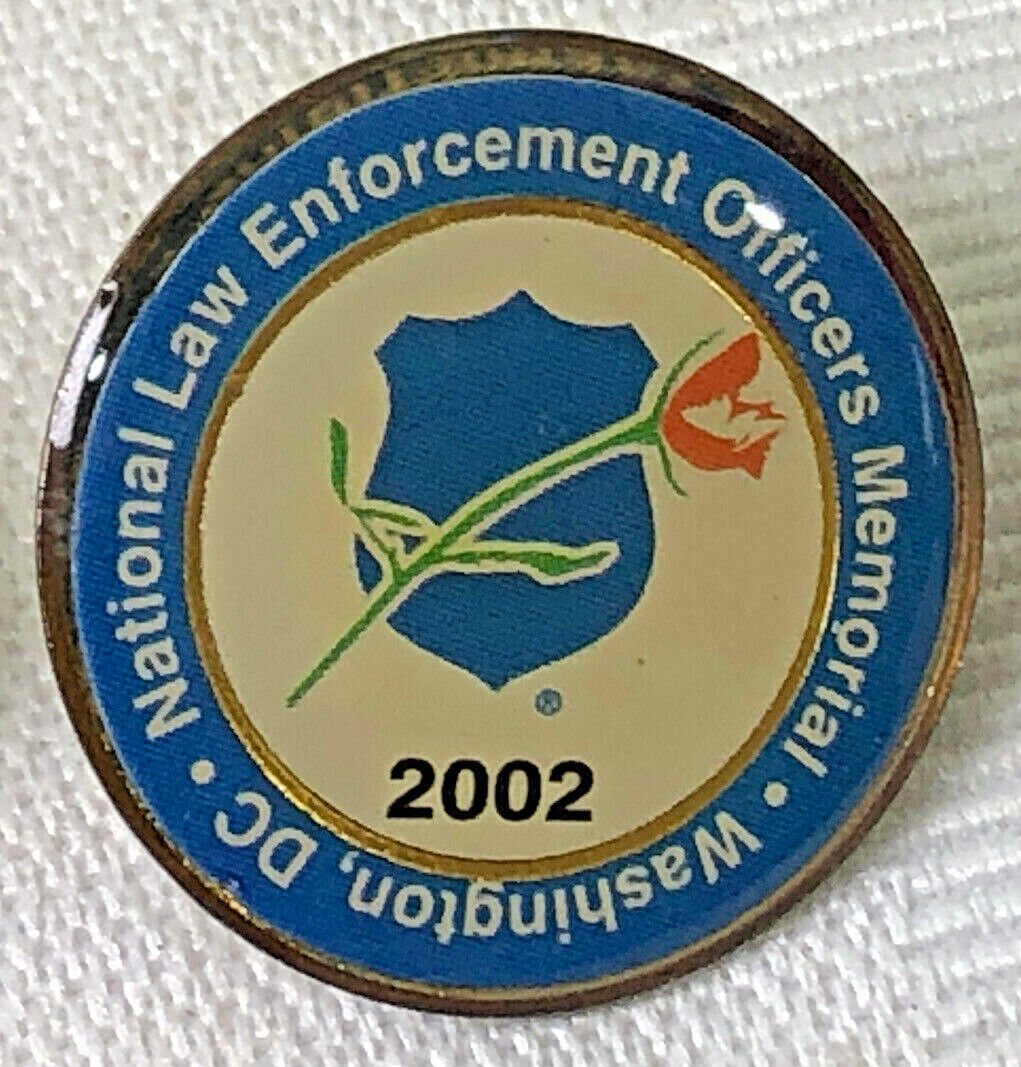 National Law Enforcement Officers Memorial • Washington, DC •
®
2002